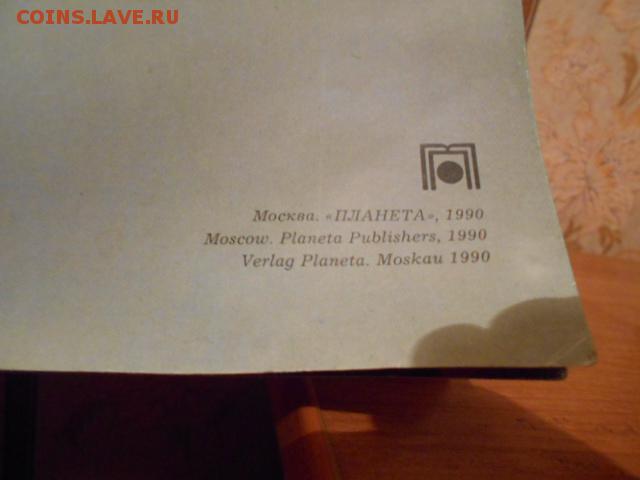 COINS.LAVE.RU
Москва. «ПЛАНЕТА», 1990
Moscow. Planeta Publishers, 1990
Verlag Planeta. Moskau 1990